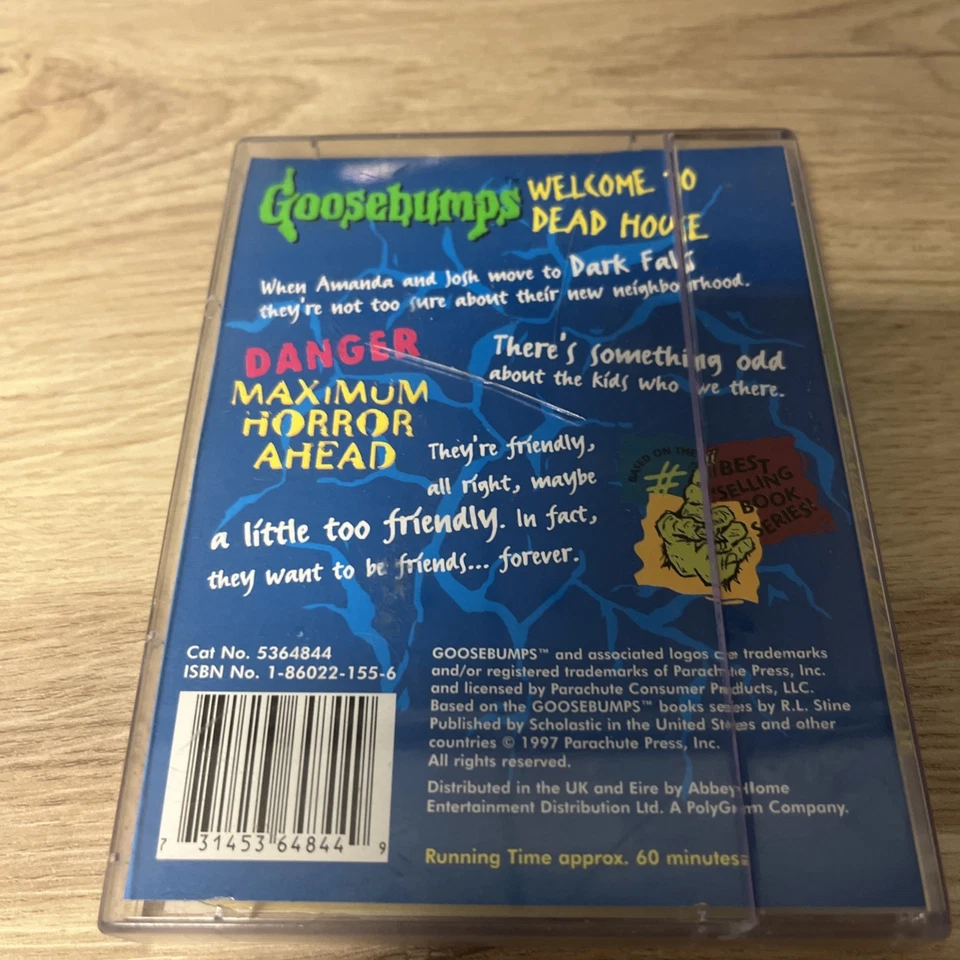 Goosebumps™ WELCOME TO
DEAD HOUSE
When Amanda and Josh move to Dark Falls
they're not too sure about their new neighbourhood.
DANGER
MAXIMUM
HORROR
AHEAD
There's something odd
about the kids who live there.
They're friendly,
all right, maybe
a little too friendly. In fact,
they want to be friends... forever.
BASED ON THE
#1 BEST
SELLING
BOOK
SERIES!
Cat No. 5364844
ISBN No. 1-86022-155-6
7 31453 64844 9
GOOSEBUMPS™ and associated logos are trademarks
and/or registered trademarks of Parachute Press, Inc.
and licensed by Parachute Consumer Products, LLC.
Based on the GOOSEBUMPS™ books series by R.L. Stine
Published by Scholastic in the United States and other
countries © 1997 Parachute Press, Inc.
All rights reserved.
Distributed in the UK and Eire by Abbey Home
Entertainment Distribution Ltd. A PolyGram Company.
Running Time approx. 60 minutes